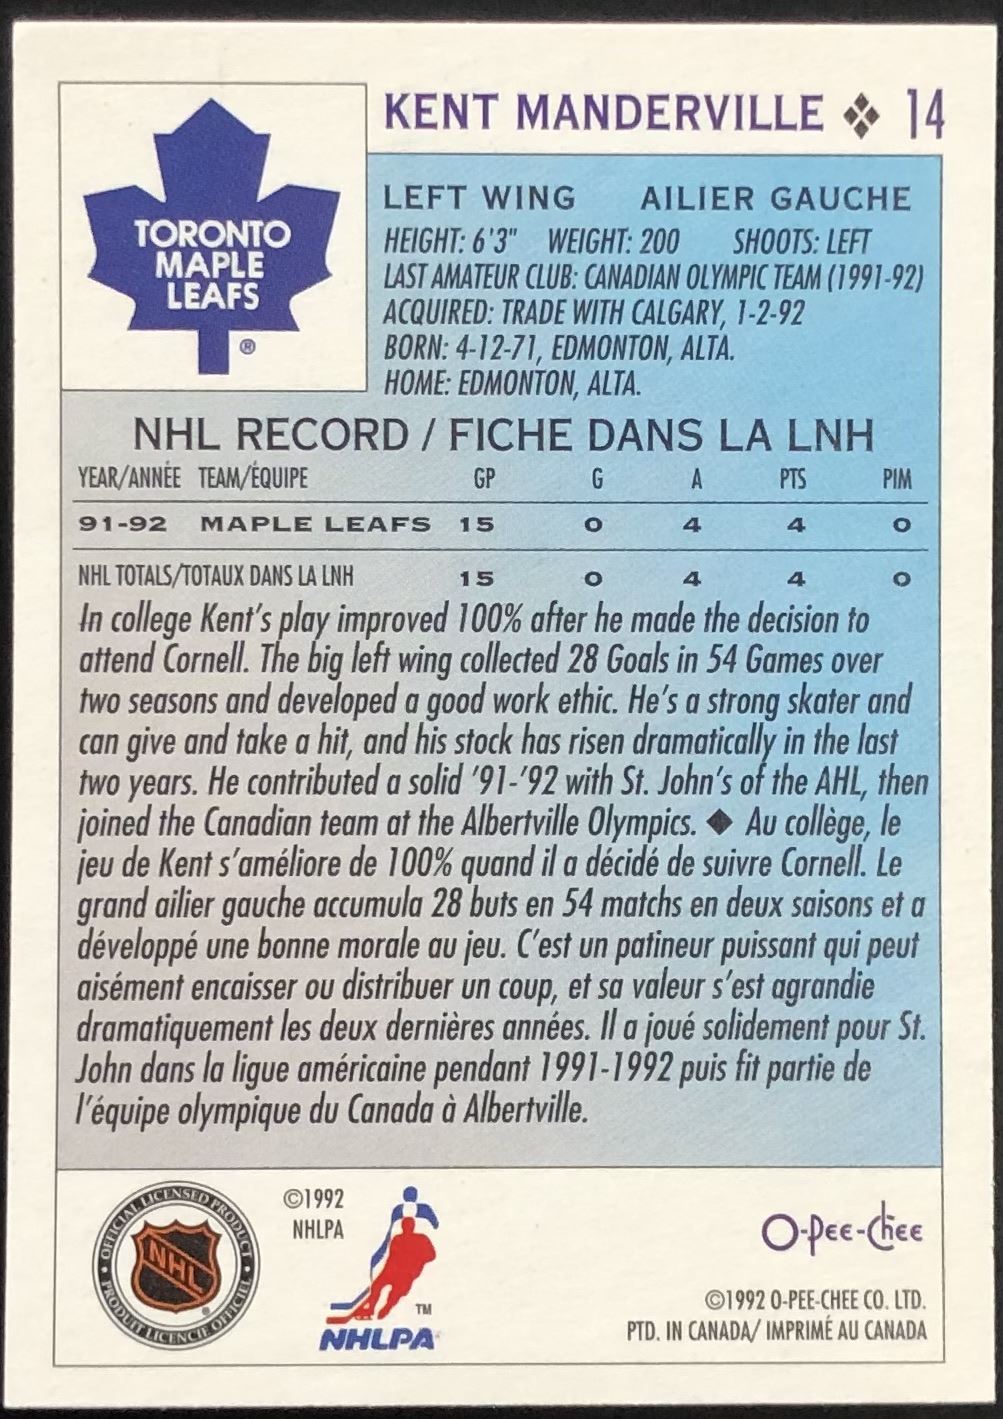 KENT MANDERVILLE ❖ 14
TORONTO
MAPLE
LEAFS
®
LEFT WING AILIER GAUCHE
HEIGHT: 6'3" WEIGHT: 200 SHOOTS: LEFT
LAST AMATEUR CLUB: CANADIAN OLYMPIC TEAM (1991-92)
ACQUIRED: TRADE WITH CALGARY, 1-2-92
BORN: 4-12-71, EDMONTON, ALTA.
HOME: EDMONTON, ALTA.
NHL RECORD / FICHE DANS LA LNH
YEAR/ANNÉE TEAM/ÉQUIPE GP G A PTS PIM
91-92 MAPLE LEAFS 15 0 4 4 0
NHL TOTALS/TOTAUX DANS LA LNH 15 0 4 4 0
In college Kent's play improved 100% after he made the decision to
attend Cornell. The big left wing collected 28 Goals in 54 Games over
two seasons and developed a good work ethic. He's a strong skater and
can give and take a hit, and his stock has risen dramatically in the last
two years. He contributed a solid '91-'92 with St. John's of the AHL, then
joined the Canadian team at the Albertville Olympics. ◆ Au collège, le
jeu de Kent s'améliore de 100% quand il a décidé de suivre Cornell. Le
grand ailier gauche accumula 28 buts en 54 matchs en deux saisons et a
développé une bonne morale au jeu. C'est un patineur puissant qui peut
aisément encaisser ou distribuer un coup, et sa valeur s'est agrandie
dramatiquement les deux dernières années. Il a joué solidement pour St.
John dans la ligue américaine pendant 1991-1992 puis fit partie de
l'équipe olympique du Canada à Albertville.
OFFICIAL LICENSED PRODUCT
NHL
®
PRODUIT LICENCIE OFFICIEL
©1992
NHLPA
TM
NHLPA
O-Pee-Chee
©1992 O-PEE-CHEE CO. LTD.
PTD. IN CANADA/ IMPRIMÉ AU CANADA